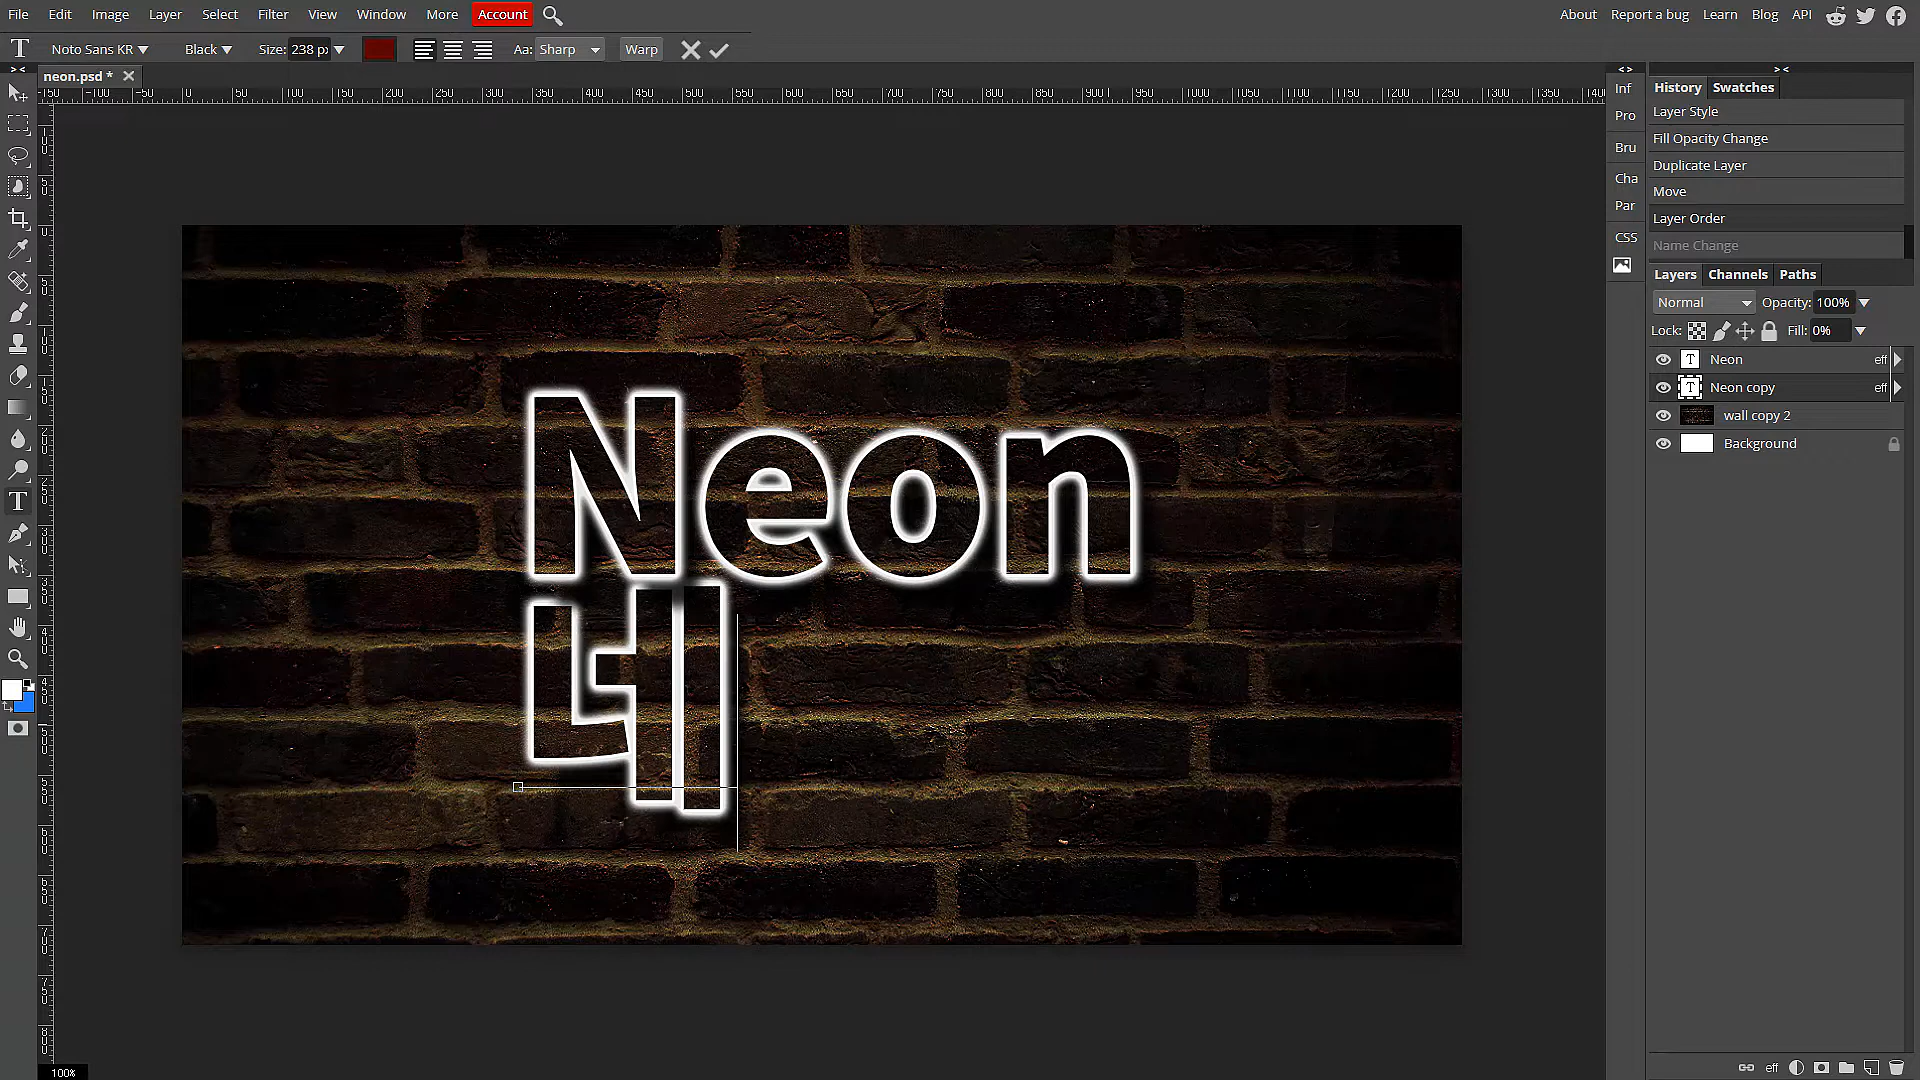 File Edit Image Layer Select Filter View Window More Account About Report a bug Learn Blog API
Noto Sans KR Black Size: 238 px Aa: Sharp Warp
neon.psd *
Inf
Pro
Bru
Cha
Par
CSS
History Swatches
Layer Style
Fill Opacity Change
Duplicate Layer
Move
Layer Order
Name Change
Layers Channels Paths
Normal Opacity: 100%
Lock: Fill: 0%
Neon eff
Neon copy eff
wall copy 2
Background
Neon
네
eff
100%